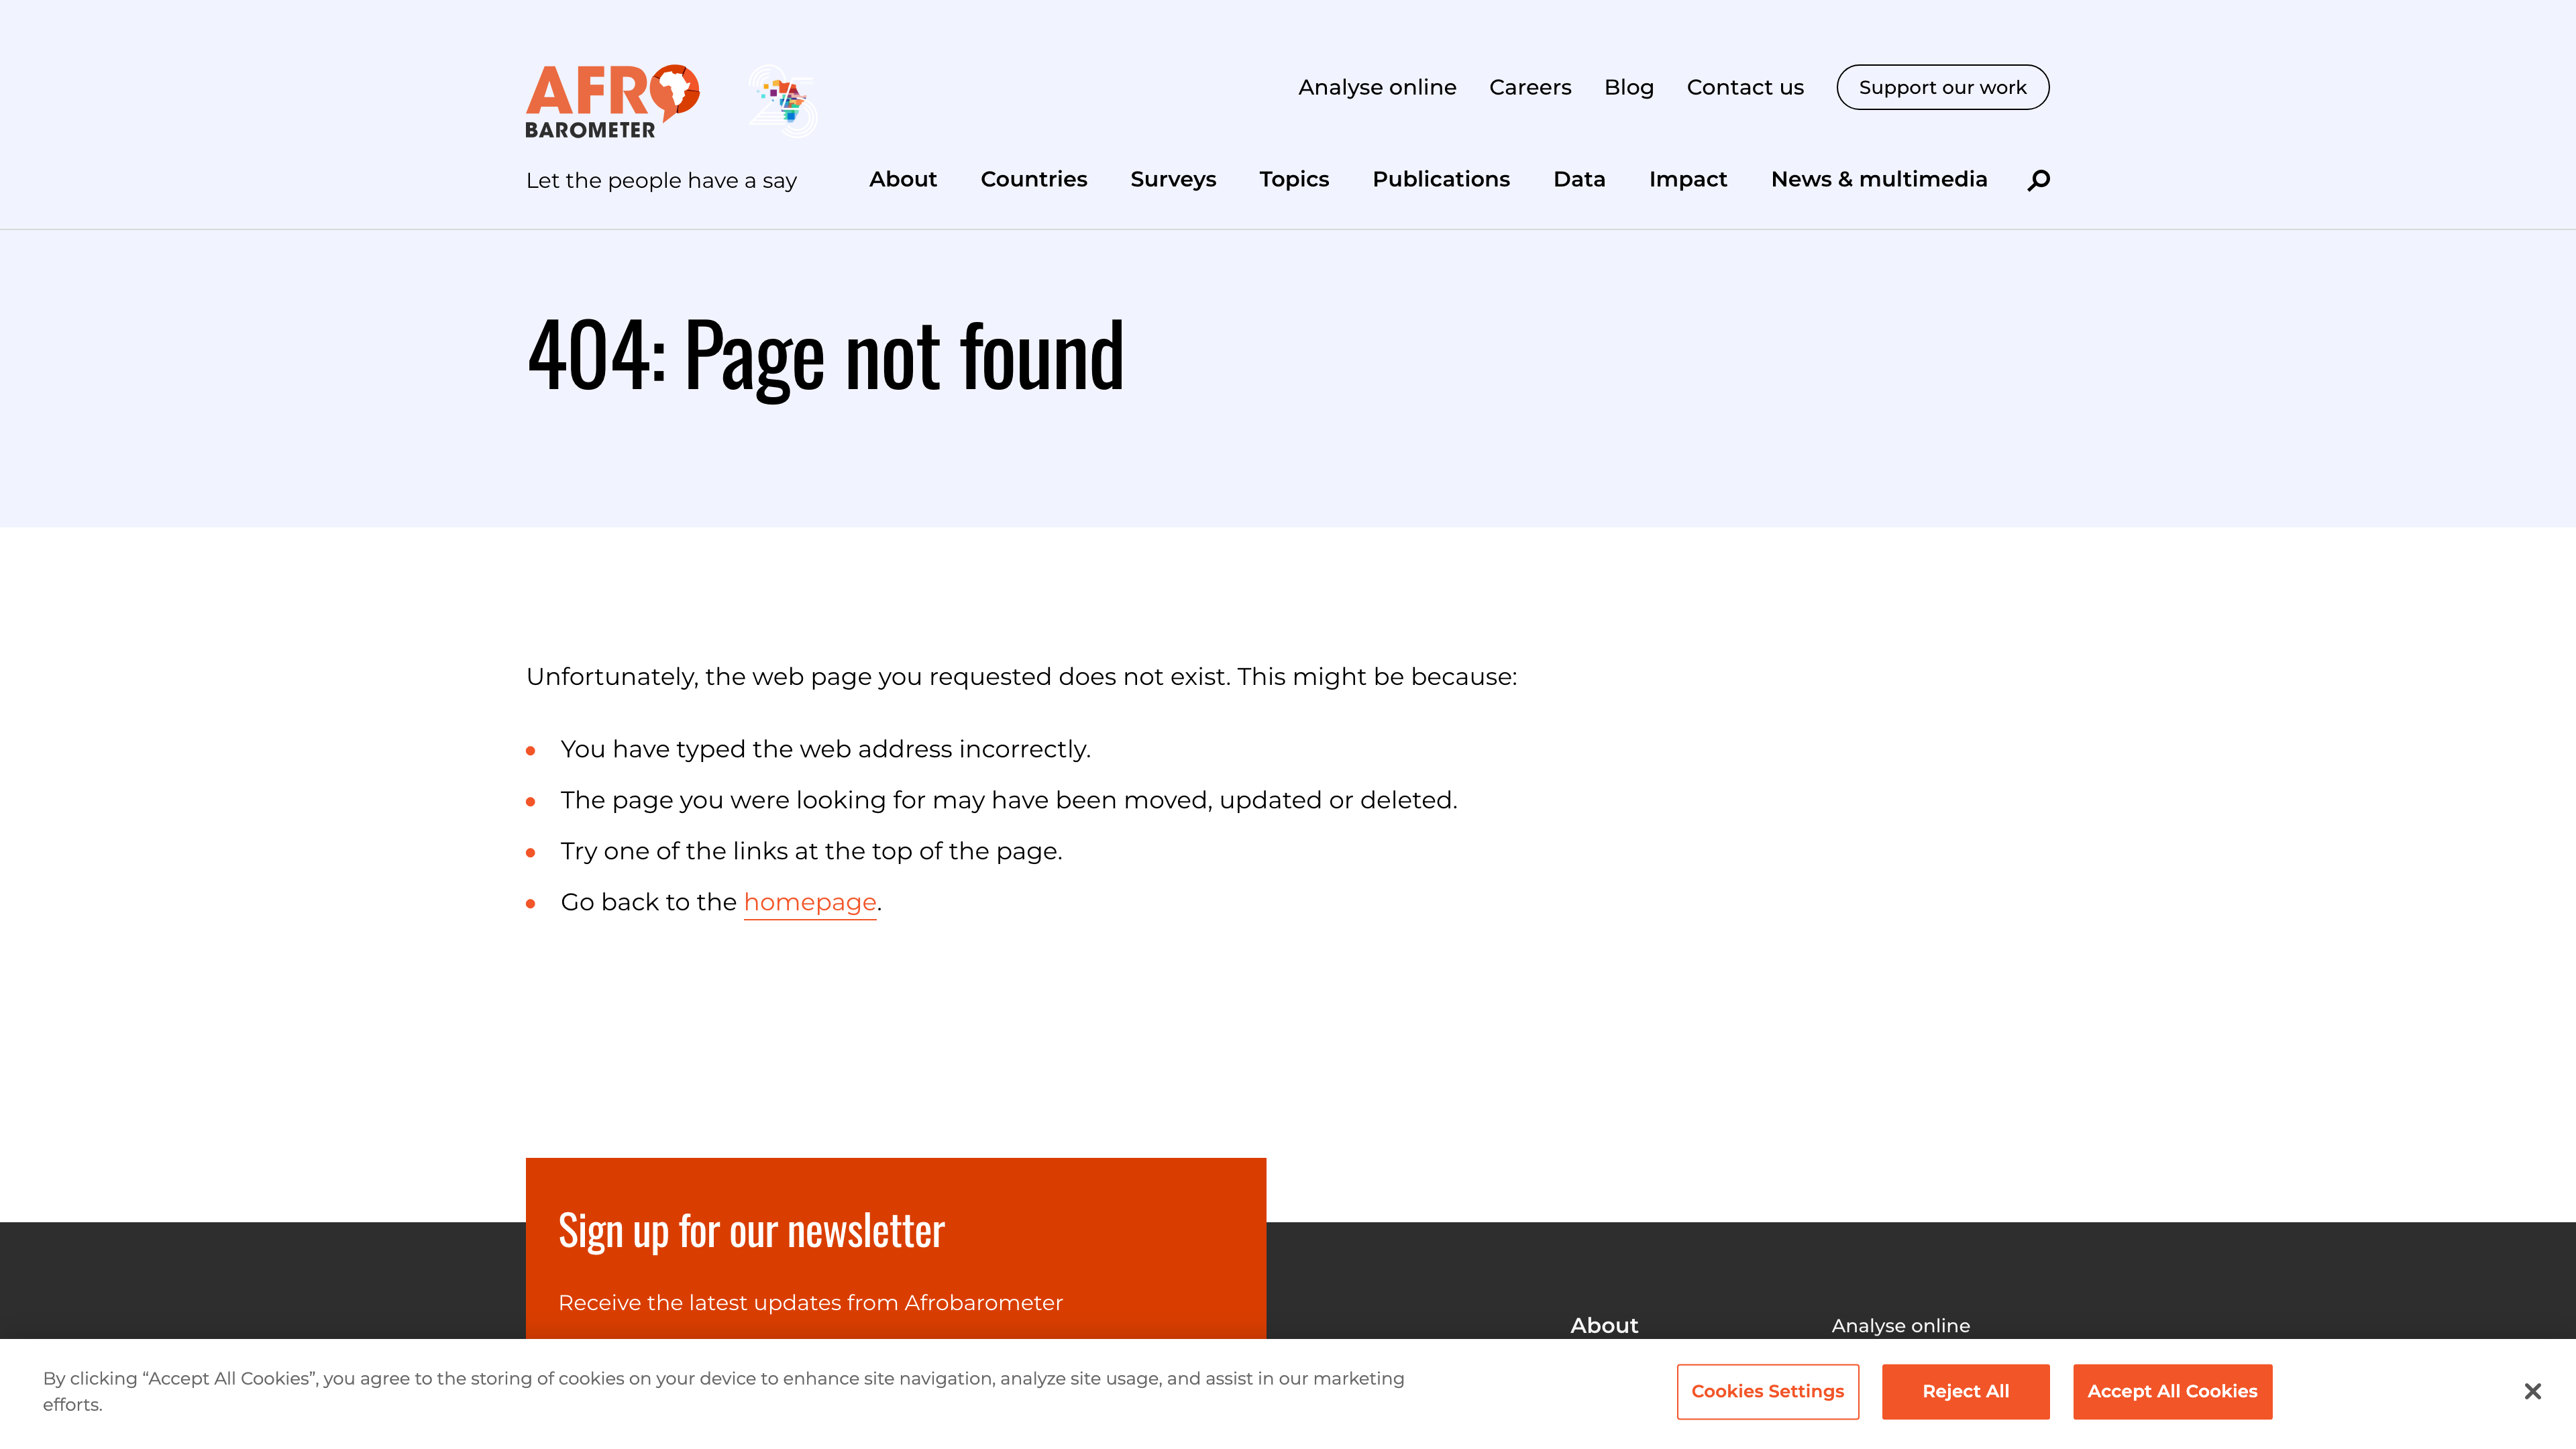 AFRO
BAROMETER
25
Analyse online Careers Blog Contact us Support our work
Let the people have a say
About Countries Surveys Topics Publications Data Impact News & multimedia
404: Page not found
Unfortunately, the web page you requested does not exist. This might be because:
You have typed the web address incorrectly.
The page you were looking for may have been moved, updated or deleted.
Try one of the links at the top of the page.
Go back to the homepage.
Sign up for our newsletter
Receive the latest updates from Afrobarometer
About Analyse online
By clicking “Accept All Cookies”, you agree to the storing of cookies on your device to enhance site navigation, analyze site usage, and assist in our marketing
efforts.
Cookies Settings Reject All Accept All Cookies